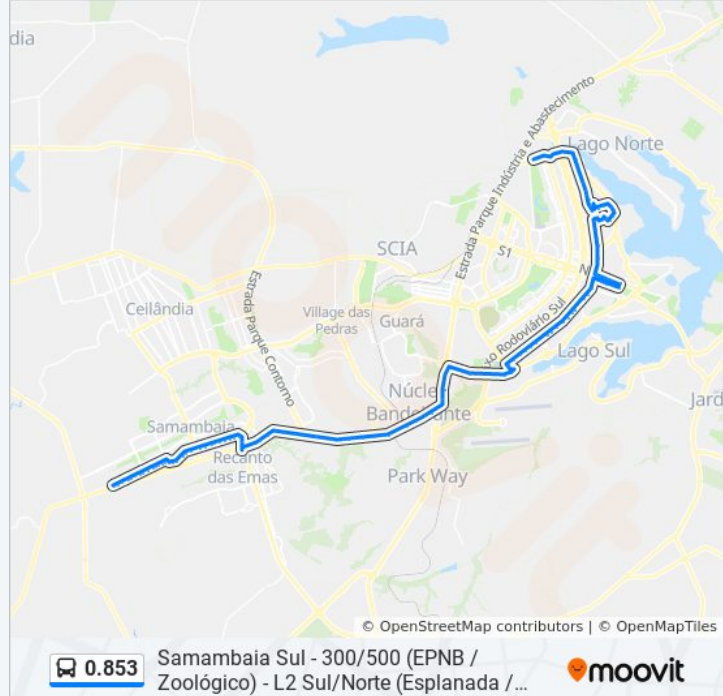 dia
Lago Norte
Estrada Parque Indústria e Abastecimento
SCIA
S1
N
Estrada Parque Contorno
Ceilândia
Village das
Pedras
Guará
xo Rodoviário Sul
Lago Sul
Núcle
Bandeirante
Jard
Samambaia
Recanto
das Emas
Park Way
© OpenStreetMap contributors | © OpenMapTiles
0.853
Samambaia Sul - 300/500 (EPNB /
Zoológico) - L2 Sul/Norte (Esplanada /...
moovit